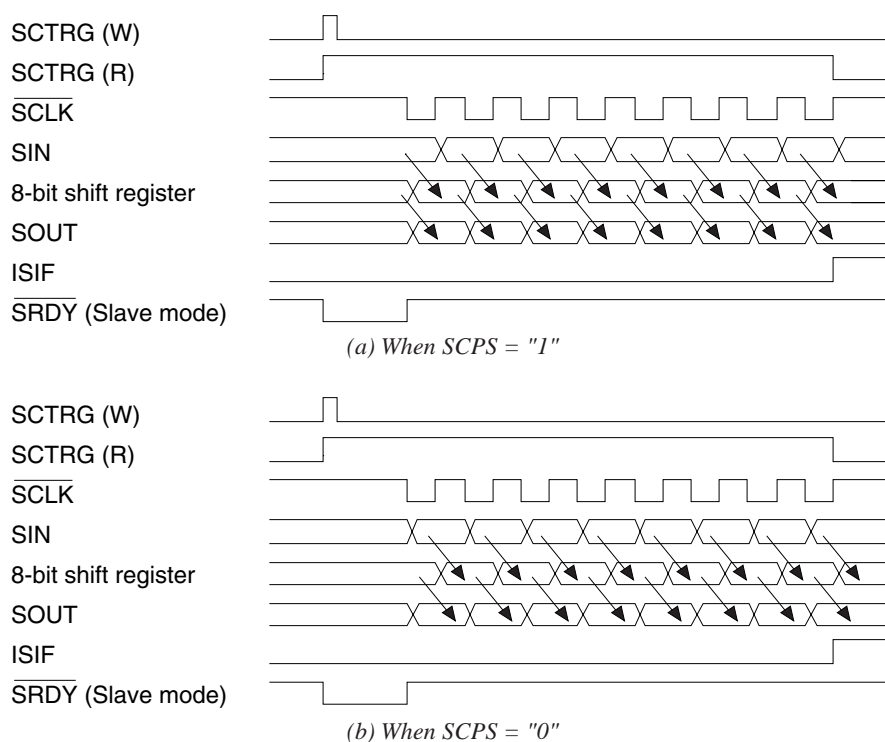 SCTRG (W)
SCTRG (R)
SCLK
SIN
8-bit shift register
SOUT
ISIF
SRDY (Slave mode)
(a) When SCPS = "1"
SCTRG (W)
SCTRG (R)
SCLK
SIN
8-bit shift register
SOUT
ISIF
SRDY (Slave mode)
(b) When SCPS = "0"